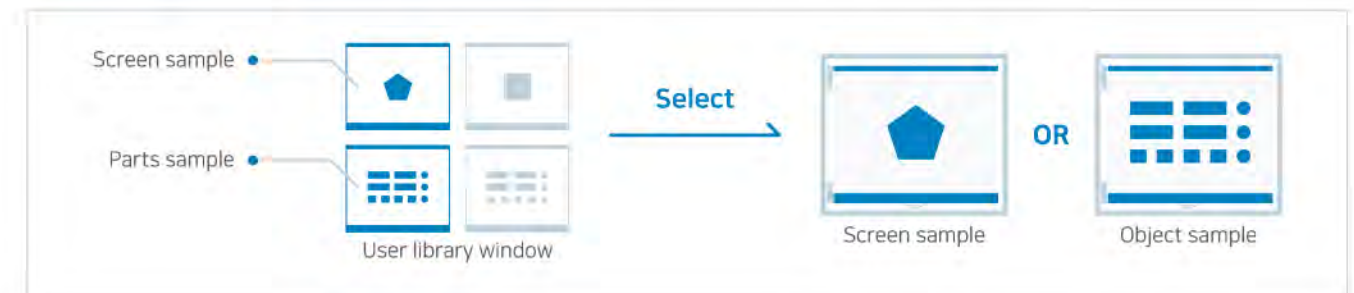 Screen sample
Parts sample
User library window
Select
OR
Screen sample
Object sample